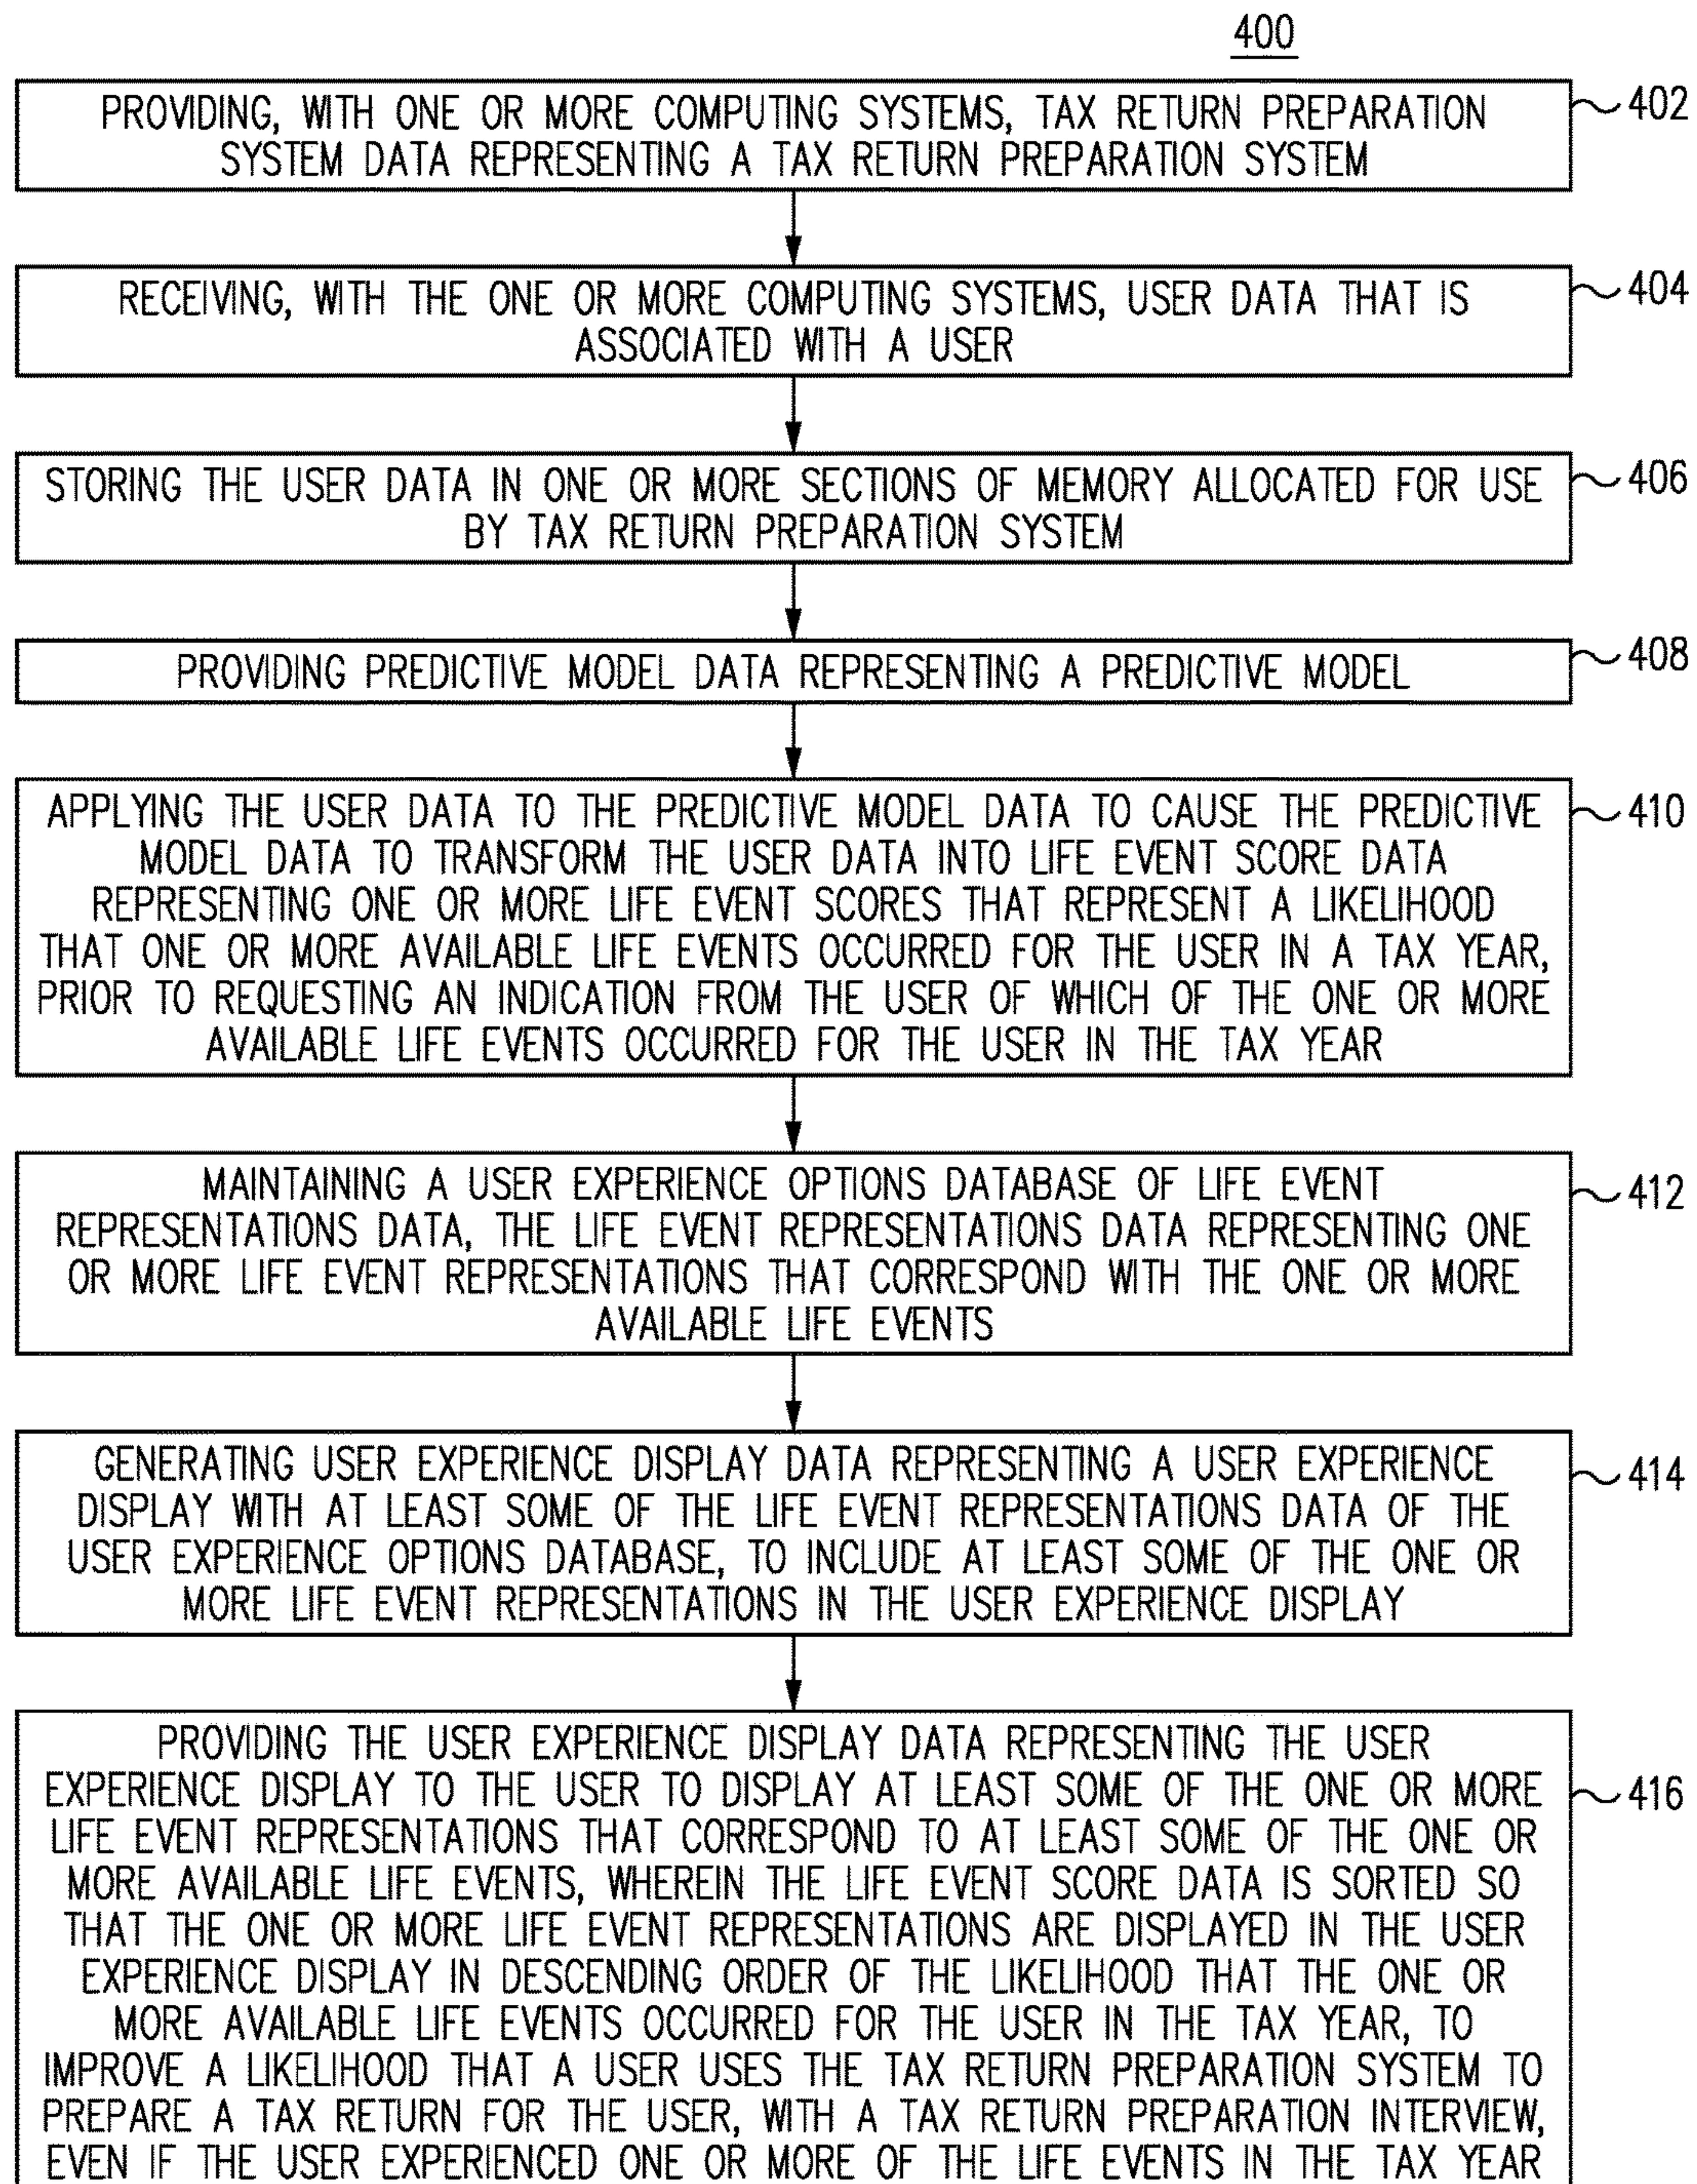 400
PROVIDING, WITH ONE OR MORE COMPUTING SYSTEMS, TAX RETURN PREPARATION
SYSTEM DATA REPRESENTING A TAX RETURN PREPARATION SYSTEM
402
RECEIVING, WITH THE ONE OR MORE COMPUTING SYSTEMS, USER DATA THAT IS
ASSOCIATED WITH A USER
404
STORING THE USER DATA IN ONE OR MORE SECTIONS OF MEMORY ALLOCATED FOR USE
BY TAX RETURN PREPARATION SYSTEM
406
PROVIDING PREDICTIVE MODEL DATA REPRESENTING A PREDICTIVE MODEL
408
APPLYING THE USER DATA TO THE PREDICTIVE MODEL DATA TO CAUSE THE PREDICTIVE
MODEL DATA TO TRANSFORM THE USER DATA INTO LIFE EVENT SCORE DATA
REPRESENTING ONE OR MORE LIFE EVENT SCORES THAT REPRESENT A LIKELIHOOD
THAT ONE OR MORE AVAILABLE LIFE EVENTS OCCURRED FOR THE USER IN A TAX YEAR,
PRIOR TO REQUESTING AN INDICATION FROM THE USER OF WHICH OF THE ONE OR MORE
AVAILABLE LIFE EVENTS OCCURRED FOR THE USER IN THE TAX YEAR
410
MAINTAINING A USER EXPERIENCE OPTIONS DATABASE OF LIFE EVENT
REPRESENTATIONS DATA, THE LIFE EVENT REPRESENTATIONS DATA REPRESENTING ONE
OR MORE LIFE EVENT REPRESENTATIONS THAT CORRESPOND WITH THE ONE OR MORE
AVAILABLE LIFE EVENTS
412
GENERATING USER EXPERIENCE DISPLAY DATA REPRESENTING A USER EXPERIENCE
DISPLAY WITH AT LEAST SOME OF THE LIFE EVENT REPRESENTATIONS DATA OF THE
USER EXPERIENCE OPTIONS DATABASE, TO INCLUDE AT LEAST SOME OF THE ONE OR
MORE LIFE EVENT REPRESENTATIONS IN THE USER EXPERIENCE DISPLAY
414
PROVIDING THE USER EXPERIENCE DISPLAY DATA REPRESENTING THE USER
EXPERIENCE DISPLAY TO THE USER TO DISPLAY AT LEAST SOME OF THE ONE OR MORE
LIFE EVENT REPRESENTATIONS THAT CORRESPOND TO AT LEAST SOME OF THE ONE OR
MORE AVAILABLE LIFE EVENTS, WHEREIN THE LIFE EVENT SCORE DATA IS SORTED SO
THAT THE ONE OR MORE LIFE EVENT REPRESENTATIONS ARE DISPLAYED IN THE USER
EXPERIENCE DISPLAY IN DESCENDING ORDER OF THE LIKELIHOOD THAT THE ONE OR
MORE AVAILABLE LIFE EVENTS OCCURRED FOR THE USER IN THE TAX YEAR, TO
IMPROVE A LIKELIHOOD THAT A USER USES THE TAX RETURN PREPARATION SYSTEM TO
PREPARE A TAX RETURN FOR THE USER, WITH A TAX RETURN PREPARATION INTERVIEW,
EVEN IF THE USER EXPERIENCED ONE OR MORE OF THE LIFE EVENTS IN THE TAX YEAR
416